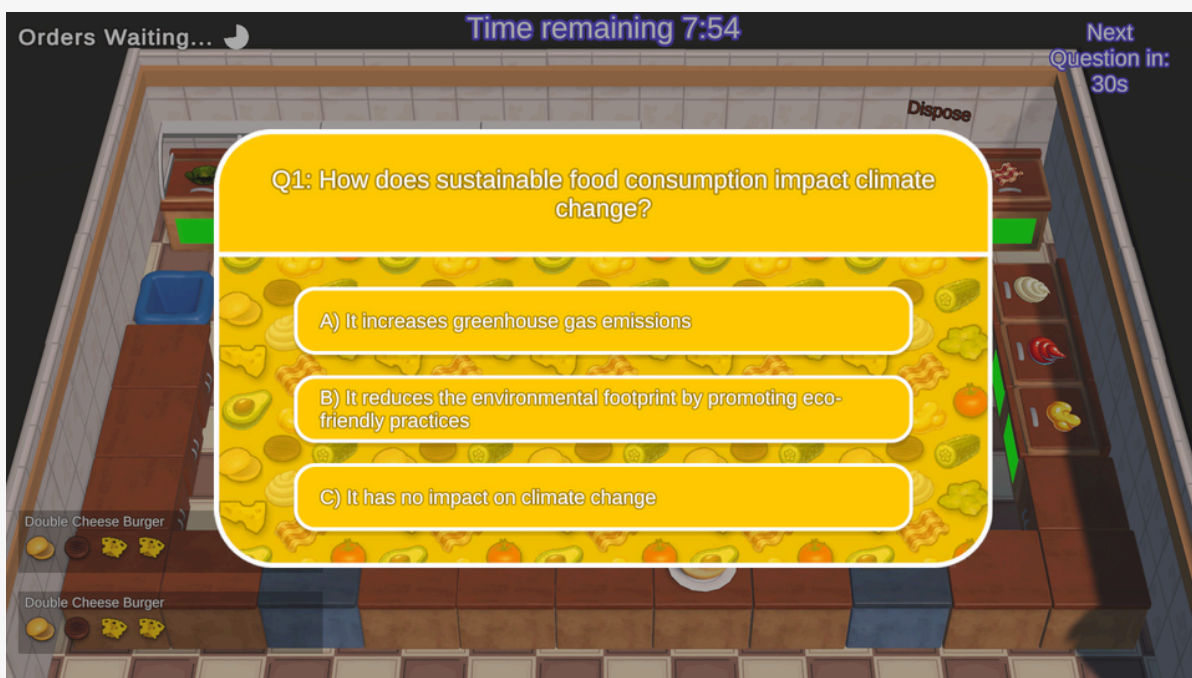 Orders Waiting...
Time remaining 7:54
Next
Question in:
30s
Dispose
Q1: How does sustainable food consumption impact climate
change?
A) It increases greenhouse gas emissions
B) It reduces the environmental footprint by promoting eco-
friendly practices
C) It has no impact on climate change
Double Cheese Burger
Double Cheese Burger